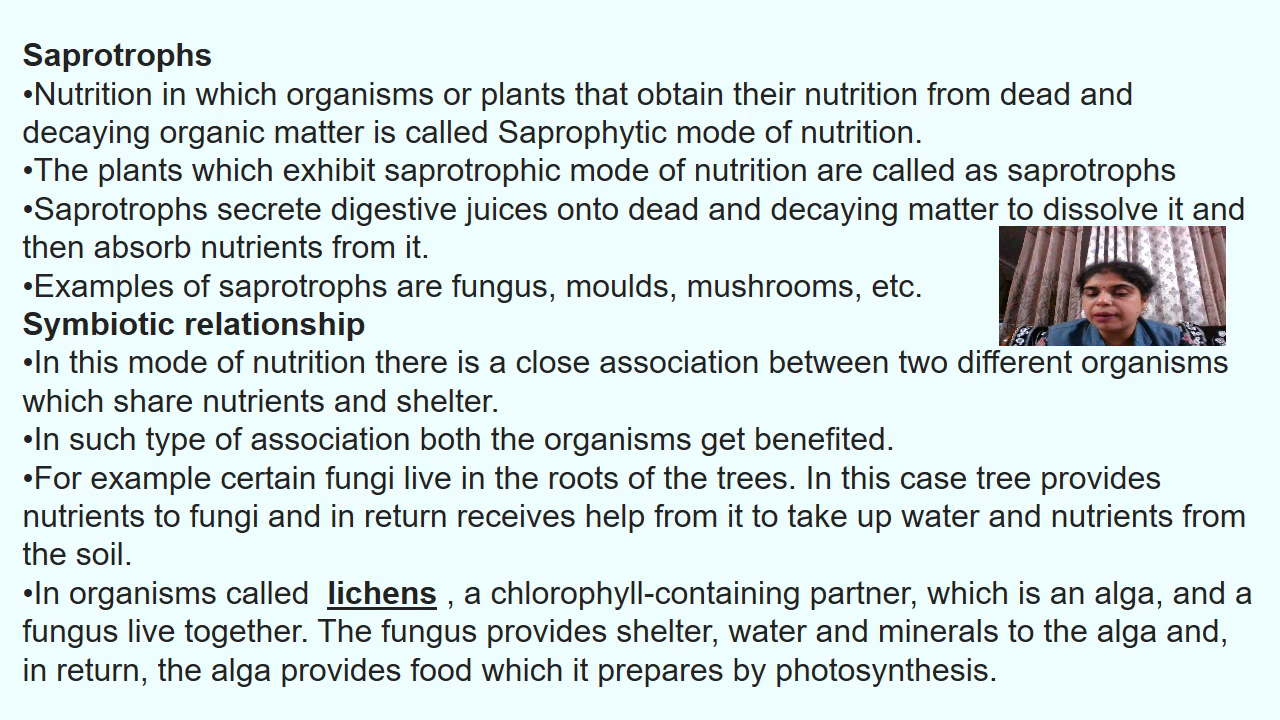 Saprotrophs
•Nutrition in which organisms or plants that obtain their nutrition from dead and
decaying organic matter is called Saprophytic mode of nutrition.
•The plants which exhibit saprotrophic mode of nutrition are called as saprotrophs
•Saprotrophs secrete digestive juices onto dead and decaying matter to dissolve it and
then absorb nutrients from it.
•Examples of saprotrophs are fungus, moulds, mushrooms, etc.
Symbiotic relationship
•In this mode of nutrition there is a close association between two different organisms
which share nutrients and shelter.
•In such type of association both the organisms get benefited.
•For example certain fungi live in the roots of the trees. In this case tree provides
nutrients to fungi and in return receives help from it to take up water and nutrients from
the soil.
•In organisms called lichens , a chlorophyll-containing partner, which is an alga, and a
fungus live together. The fungus provides shelter, water and minerals to the alga and,
in return, the alga provides food which it prepares by photosynthesis.